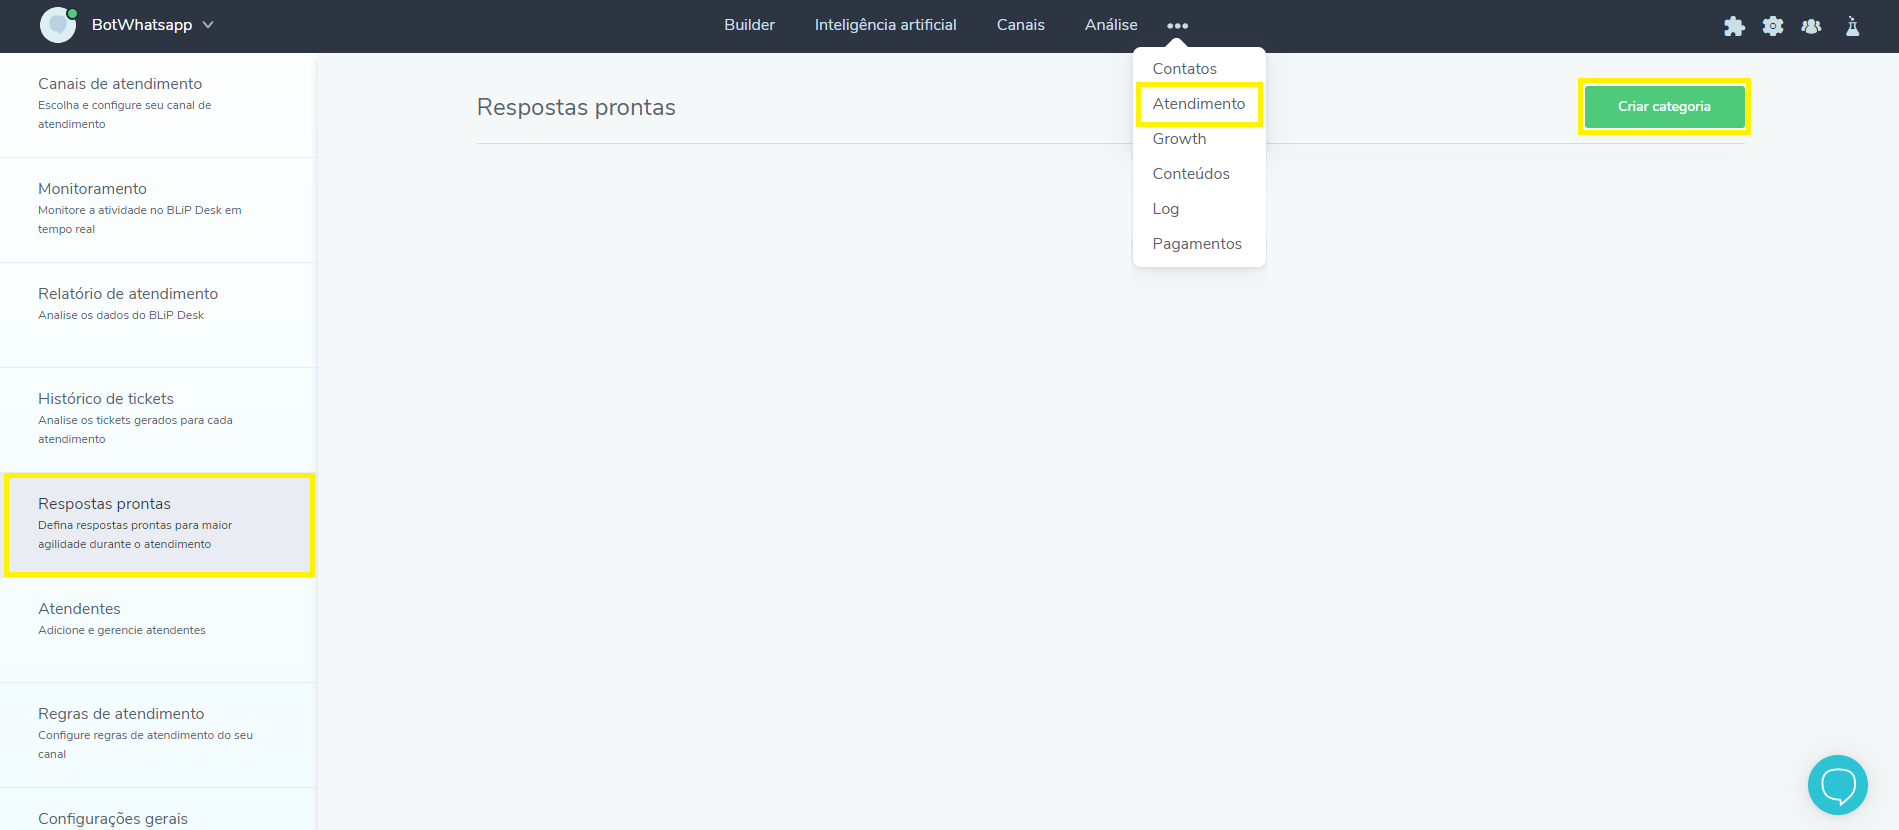 BotWhatsapp
Builder
Inteligência artificial
Canais
Análise
Contatos
Atendimento
Growth
Conteúdos
Log
Pagamentos
Canais de atendimento
Escolha e configure seu canal de
atendimento
Monitoramento
Monitore a atividade no BLiP Desk em
tempo real
Relatório de atendimento
Analise os dados do BLiP Desk
Histórico de tickets
Analise os tickets gerados para cada
atendimento
Respostas prontas
Defina respostas prontas para maior
agilidade durante o atendimento
Atendentes
Adicione e gerencie atendentes
Regras de atendimento
Configure regras de atendimento do seu
canal
Configurações gerais
Respostas prontas
Criar categoria